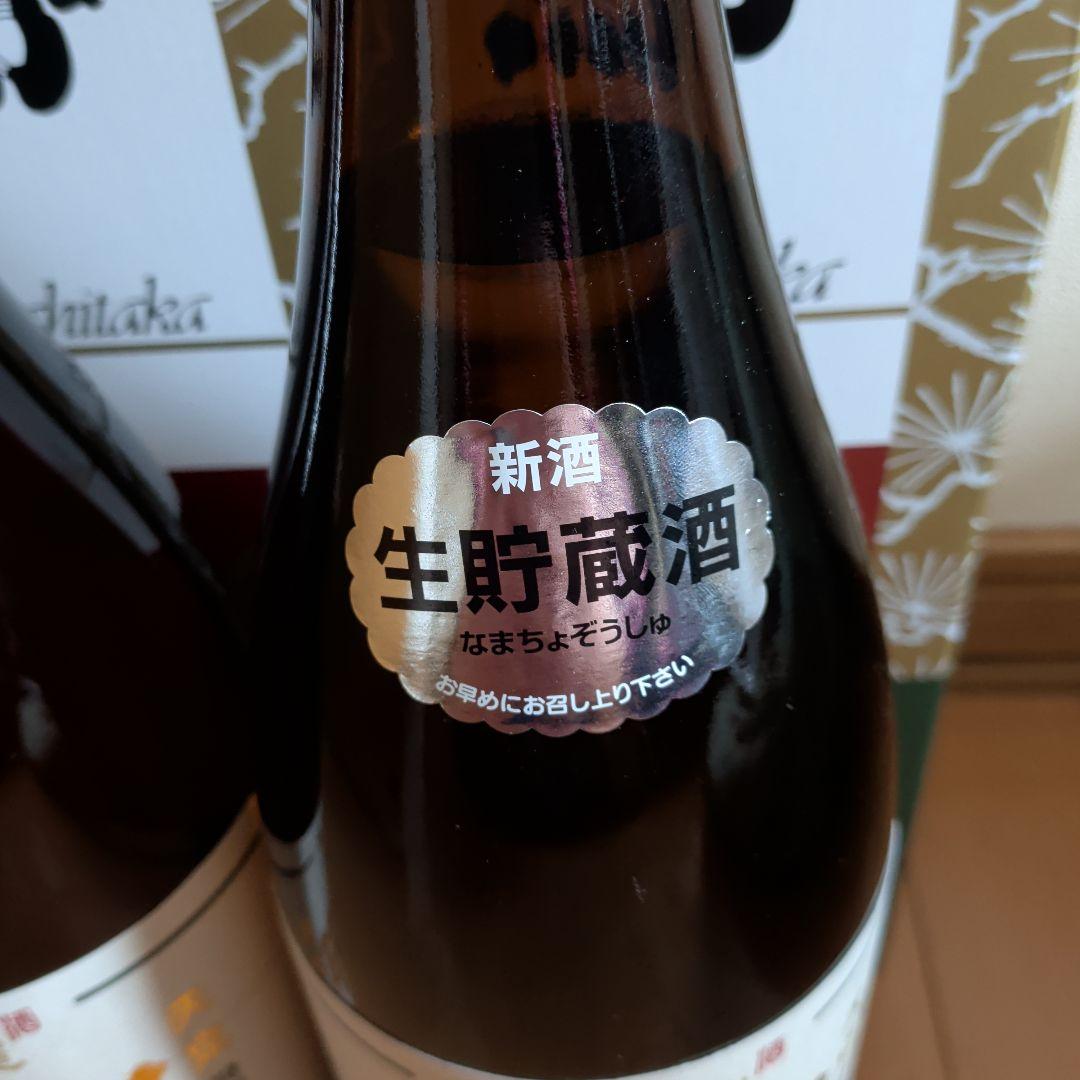 新酒
生貯蔵酒
なまちょぞうしゅ
お早めにお召し上り下さい